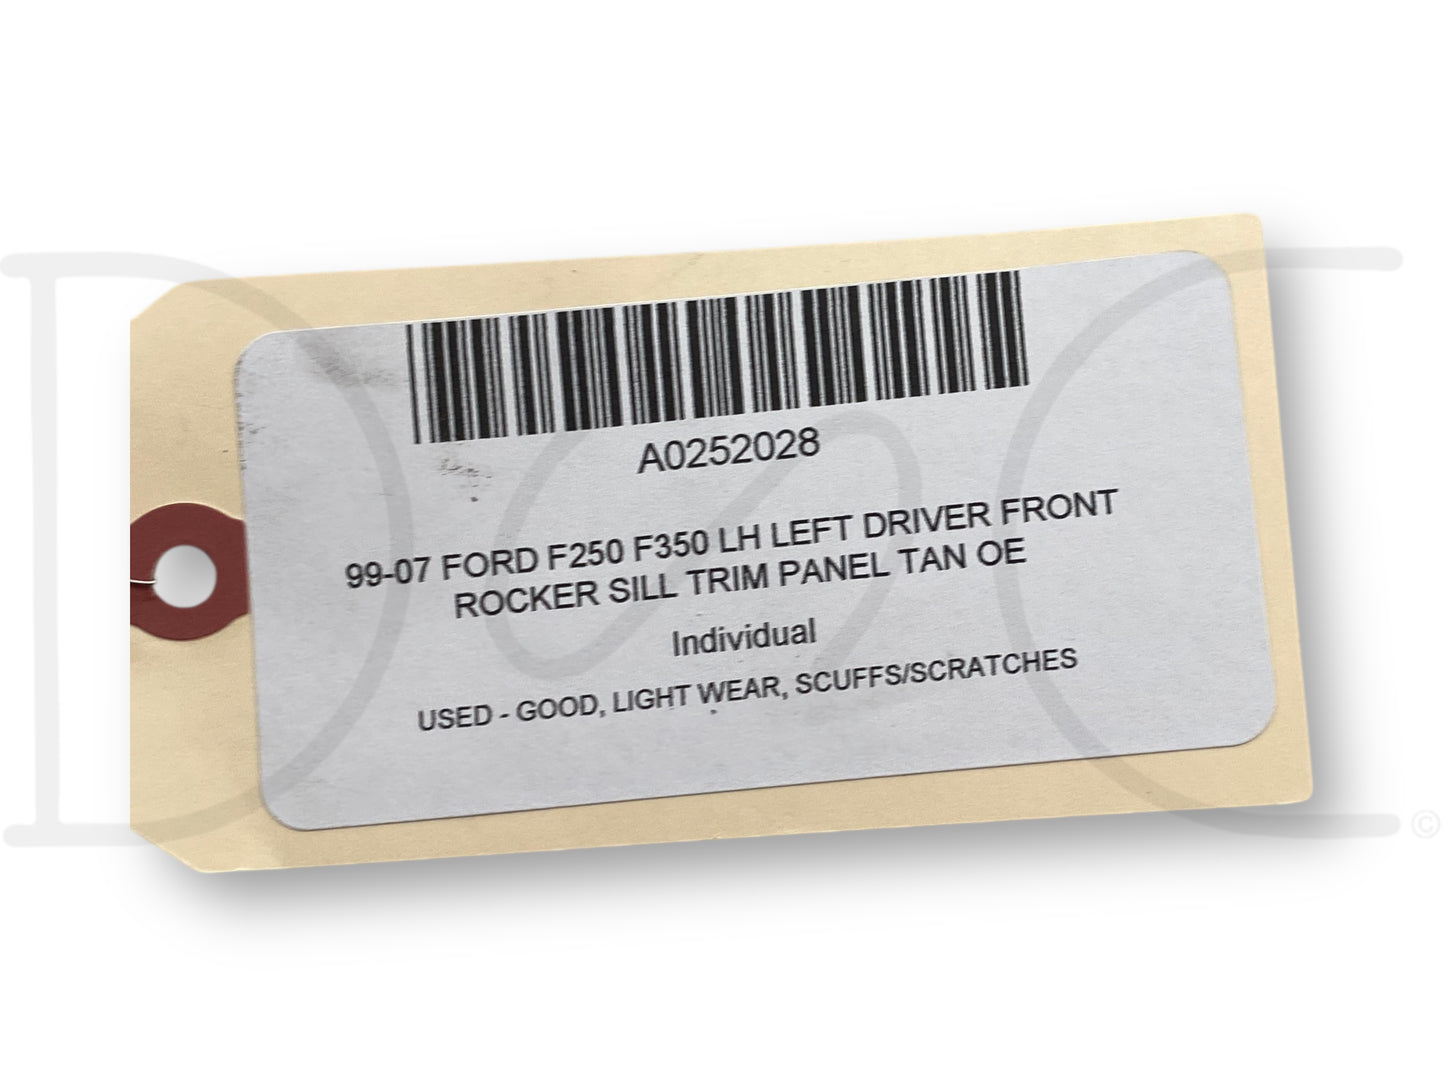 A0252028
99-07 FORD F250 F350 LH LEFT DRIVER FRONT
ROCKER SILL TRIM PANEL TAN OE
Individual
USED - GOOD, LIGHT WEAR, SCUFFS/SCRATCHES
D C ©